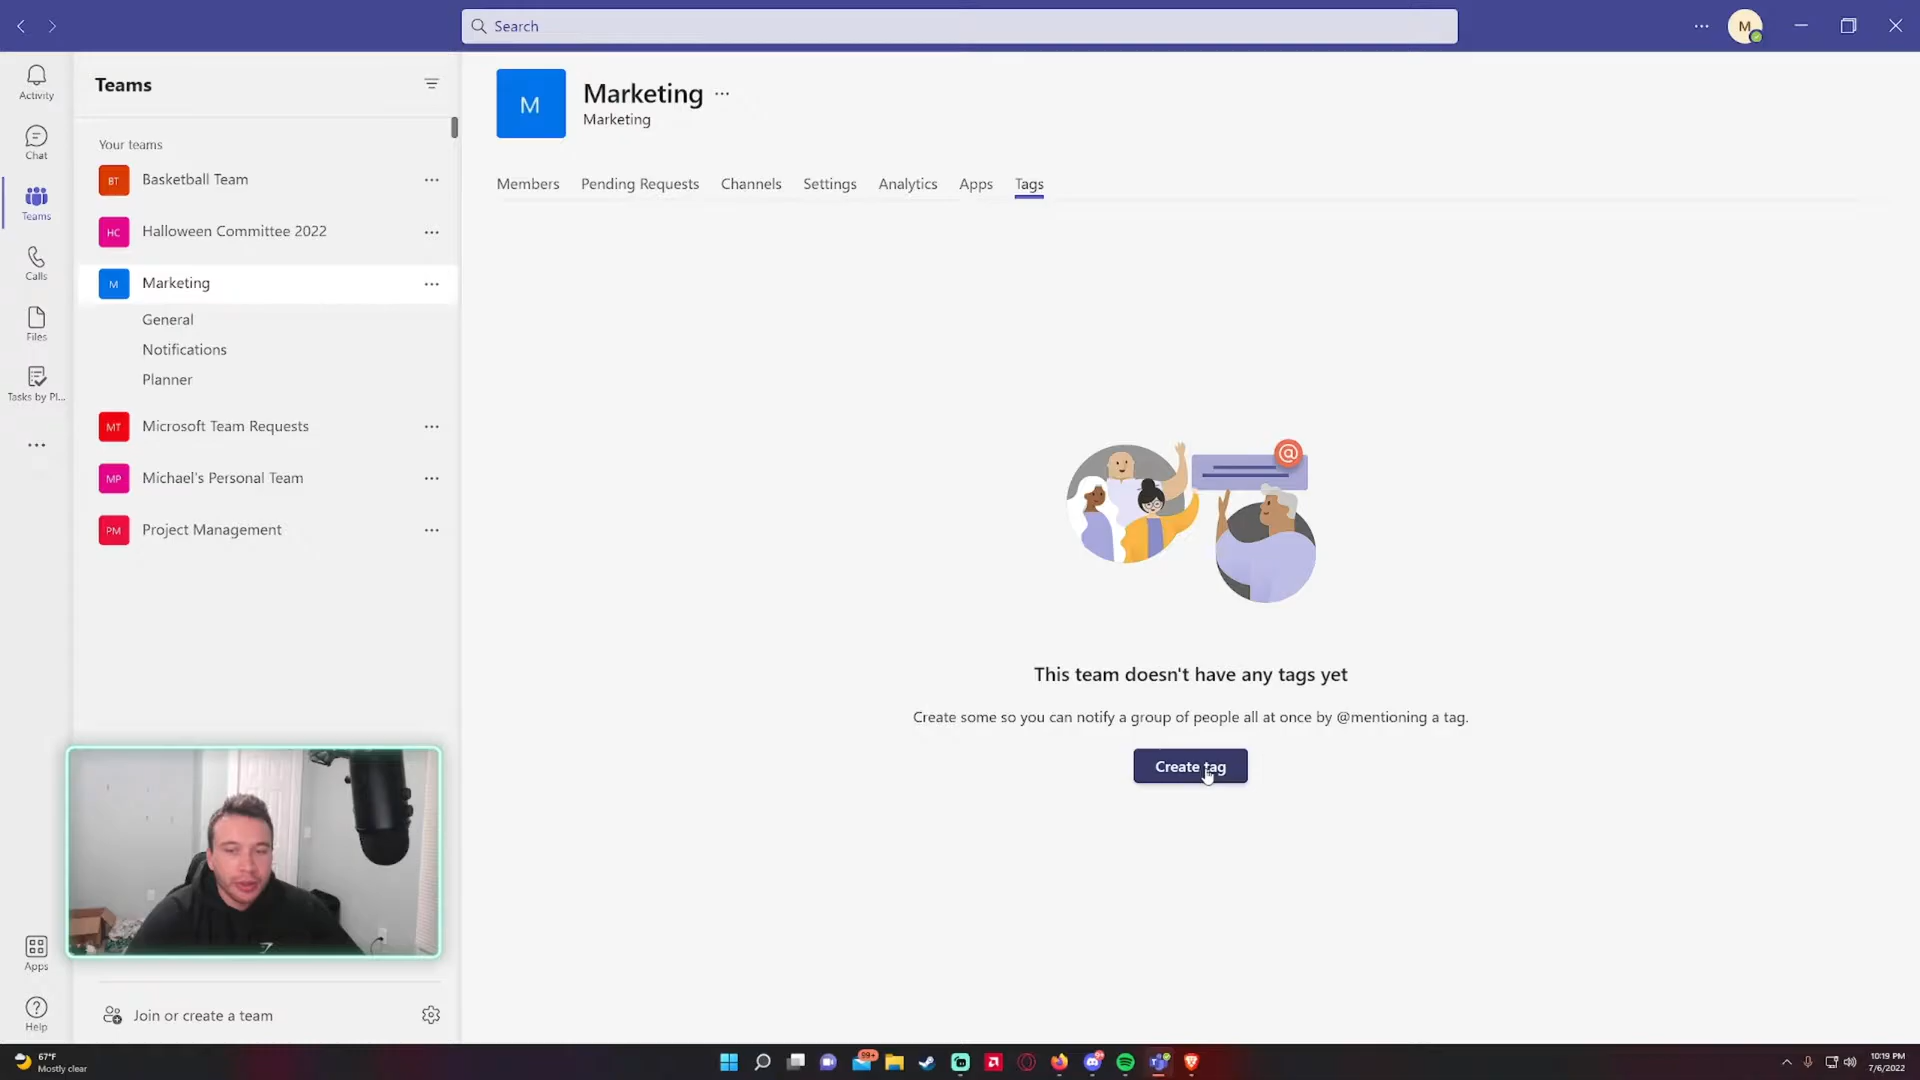 Search
M
Activity
Chat
Teams
Calls
Files
Tasks by Pl...
Apps
Help
Teams
Your teams
BT Basketball Team
HC Halloween Committee 2022
M Marketing
General
Notifications
Planner
MT Microsoft Team Requests
MP Michael's Personal Team
PM Project Management
Join or create a team
M
Marketing
Marketing
Members Pending Requests Channels Settings Analytics Apps Tags
@
This team doesn't have any tags yet
Create some so you can notify a group of people all at once by @mentioning a tag.
Create tag
67°F
Mostly clear
99+
10:19 PM
7/6/2022